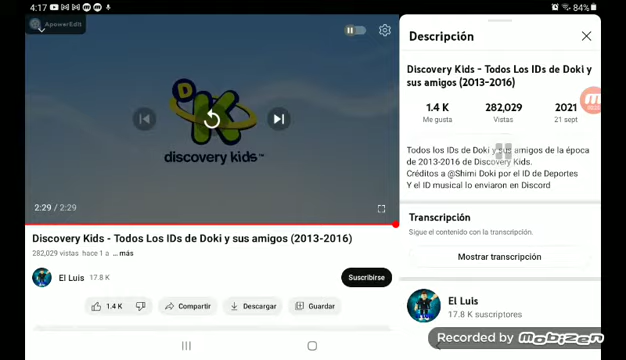 4:17
84%
ApowerEdit
D
K
discovery kids™
2:29 / 2:29
Discovery Kids - Todos Los IDs de Doki y sus amigos (2013-2016)
282,029 vistas hace 1 a ... más
El Luis 17.8 K
Suscribirse
1.4 K
Compartir
Descargar
Guardar
Descripción
Discovery Kids - Todos Los IDs de Doki y
sus amigos (2013-2016)
1.4 K 282,029 2021
Me gusta Vistas 21 sept
Todos los IDs de Doki y sus amigos de la época
de 2013-2016 de Discovery Kids.
Créditos a @Shimi Doki por el ID de Deportes
Y el ID musical lo enviaron en Discord
Transcripción
Sigue el contenido con la transcripción.
Mostrar transcripción
El Luis
17.8 K suscriptores
Recorded by Mobizen